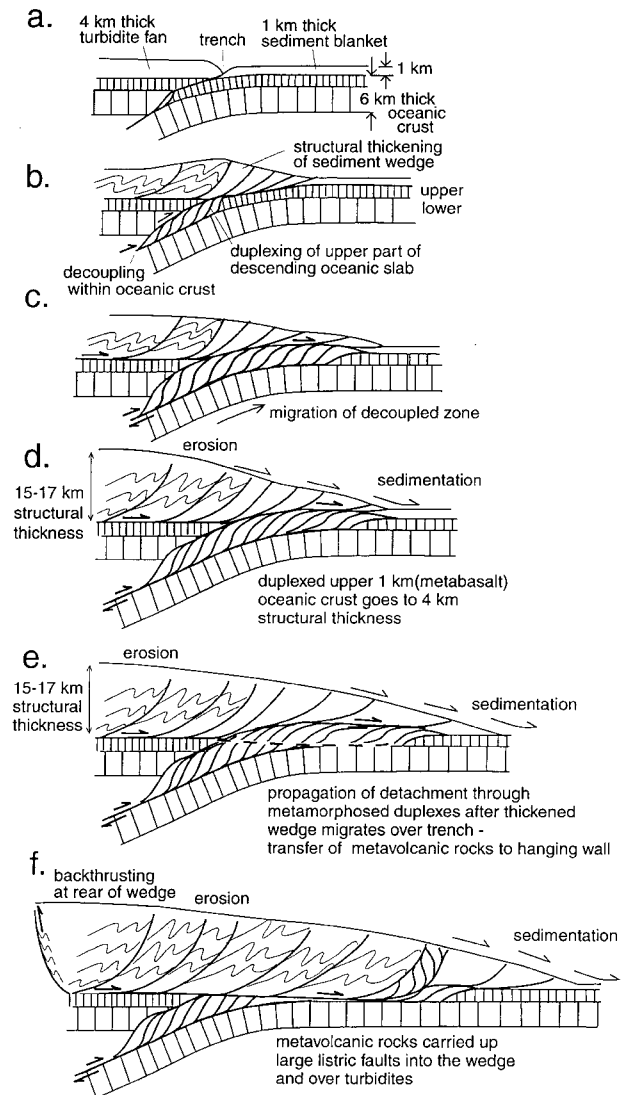 a.
4 km thick
turbidite fan
trench
1 km thick
sediment blanket
1 km
6 km thick
oceanic
crust
structural thickening
of sediment wedge
b.
upper
lower
decoupling
within oceanic crust
duplexing of upper part of
descending oceanic slab
c.
migration of decoupled zone
d.
erosion
sedimentation
15-17 km
structural
thickness
duplexed upper 1 km(metabasalt)
oceanic crust goes to 4 km
structural thickness
e.
erosion
15-17 km
structural
thickness
sedimentation
propagation of detachment through
metamorphosed duplexes after thickened
wedge migrates over trench -
transfer of metavolcanic rocks to hanging wall
f.
backthrusting
at rear of wedge
erosion
sedimentation
metavolcanic rocks carried up
large listric faults into the wedge
and over turbidites